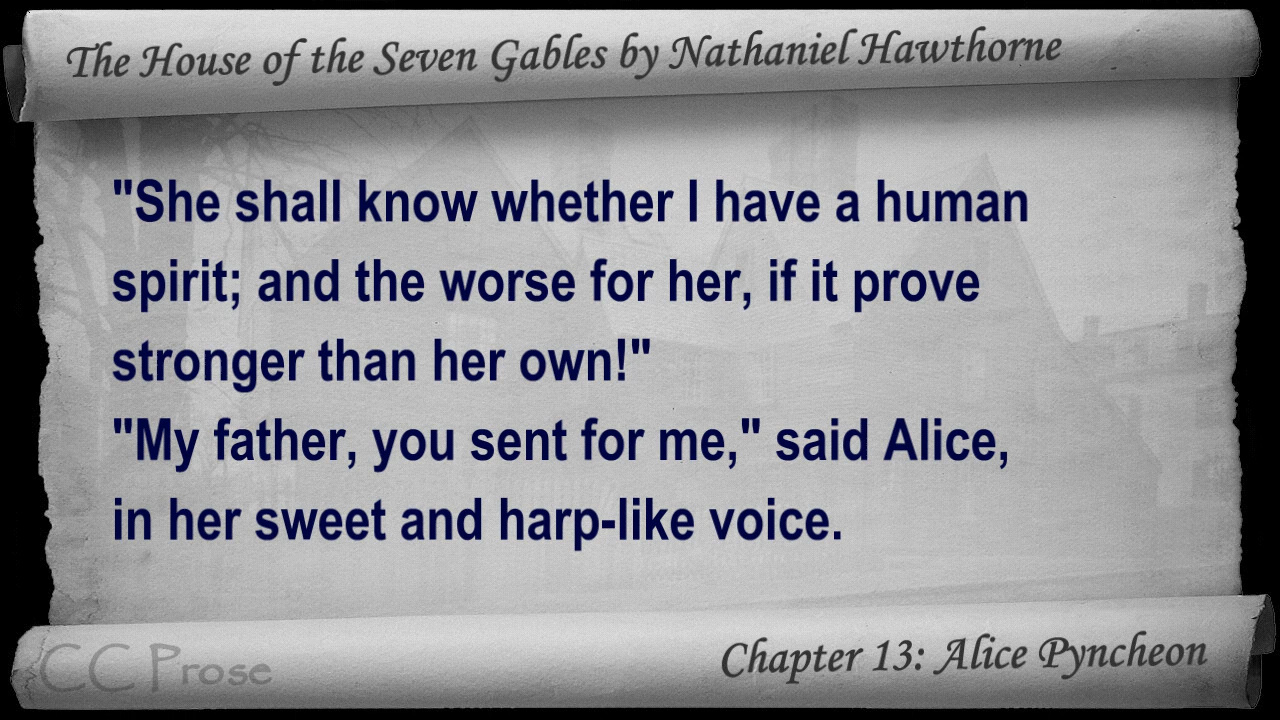 The House of the Seven Gables by Nathaniel Hawthorne
"She shall know whether I have a human
spirit; and the worse for her, if it prove
stronger than her own!"
"My father, you sent for me," said Alice,
in her sweet and harp-like voice.
CC Prose
Chapter 13: Alice Pyncheon